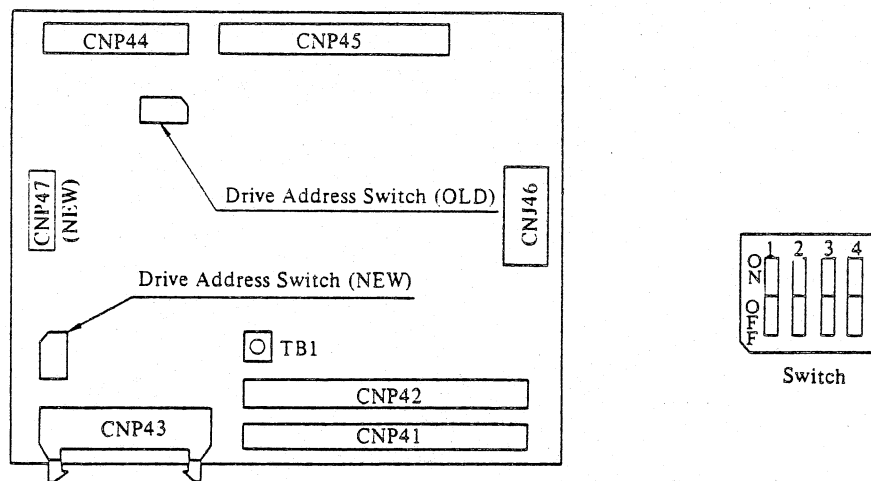 CNP44
CNP45
Drive Address Switch (OLD)
CNP47
(NEW)
CNJ46
Drive Address Switch (NEW)
TB1
CNP42
CNP43
CNP41
1 2 3 4
ON
OFF
Switch